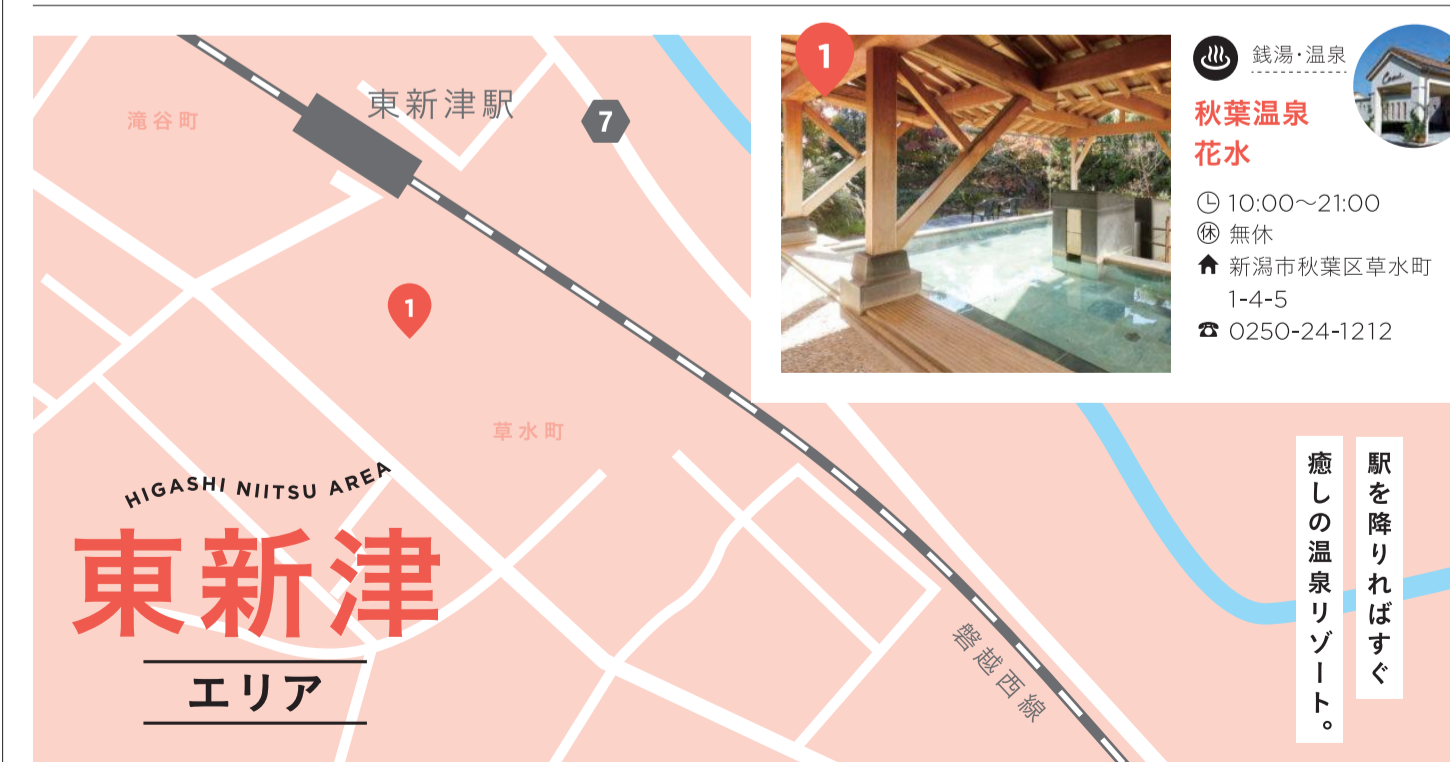 滝谷町
東新津駅
7
1
草水町
磐越西線
HIGASHI NIITSU AREA
東新津
エリア
1
銭湯・温泉
秋葉温泉
花水
10:00〜21:00
休 無休
新潟市秋葉区草水町
1-4-5
0250-24-1212
駅を降りればすぐ
癒しの温泉リゾート。